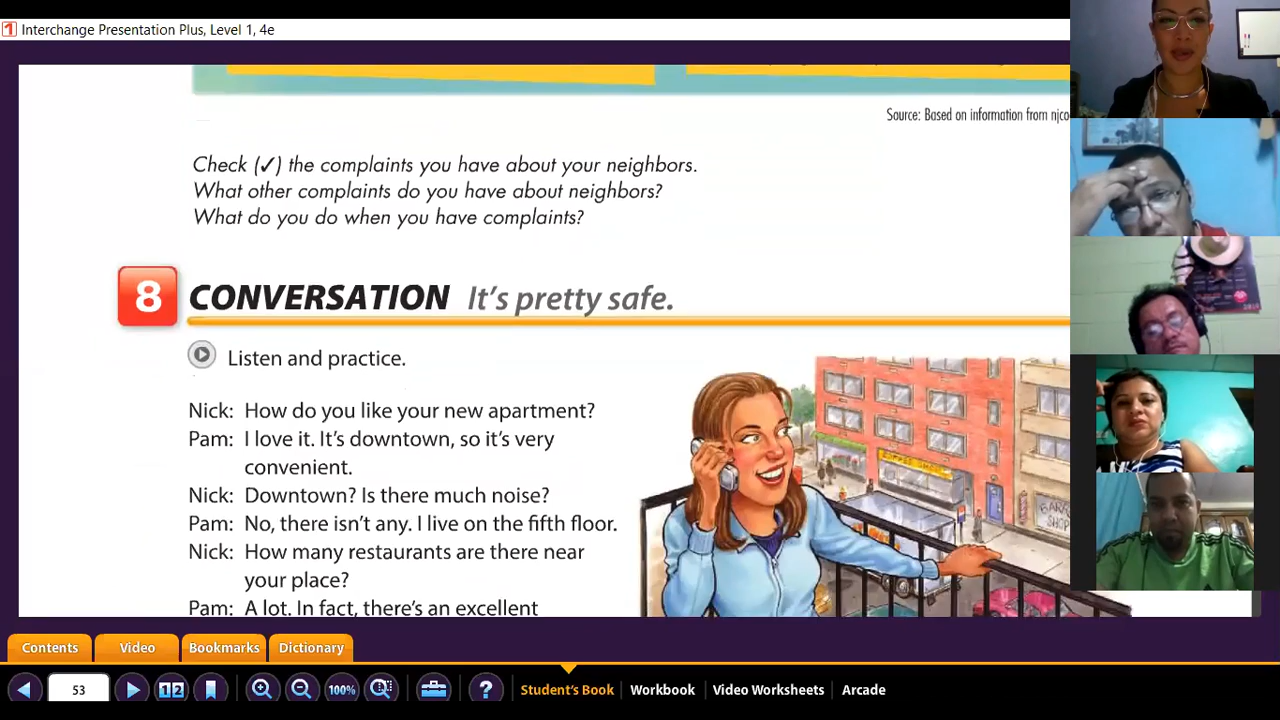 Interchange Presentation Plus, Level 1, 4e
Source: Based on information from njco
Check (✓) the complaints you have about your neighbors.
What other complaints do you have about neighbors?
What do you do when you have complaints?
8 CONVERSATION It's pretty safe.
Listen and practice.
Nick: How do you like your new apartment?
Pam: I love it. It's downtown, so it's very
convenient.
Nick: Downtown? Is there much noise?
Pam: No, there isn't any. I live on the fifth floor.
Nick: How many restaurants are there near
your place?
Pam: A lot. In fact, there's an excellent
COFFEE SHOP
Contents Video Bookmarks Dictionary
53 1 2 100% ? Student's Book Workbook Video Worksheets Arcade